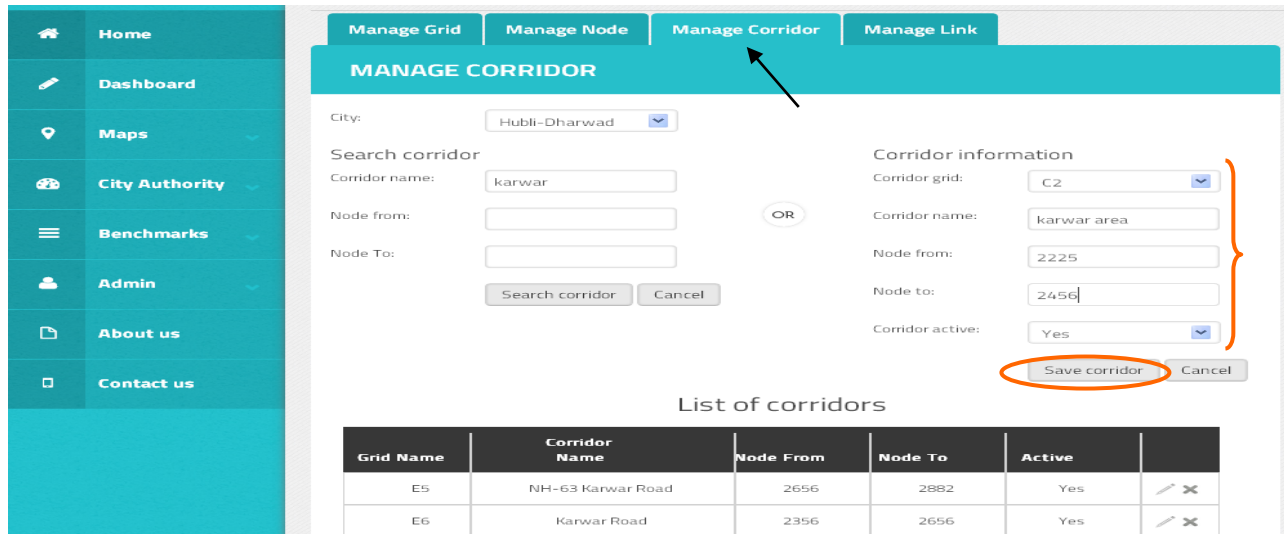 Home
Dashboard
Maps
City Authority
Benchmarks
Admin
About us
Contact us
Manage Grid Manage Node Manage Corridor Manage Link
MANAGE CORRIDOR
City: Hubli-Dharwad
Search corridor
Corridor name: karwar
Node from:
Node To:
Search corridor Cancel
OR
Corridor information
Corridor grid: C2
Corridor name: karwar area
Node from: 2225
Node to: 2456
Corridor active: Yes
Save corridor Cancel
List of corridors
Grid Name Corridor Name Node From Node To Active
E5 NH-63 Karwar Road 2656 2882 Yes
E6 Karwar Road 2356 2656 Yes